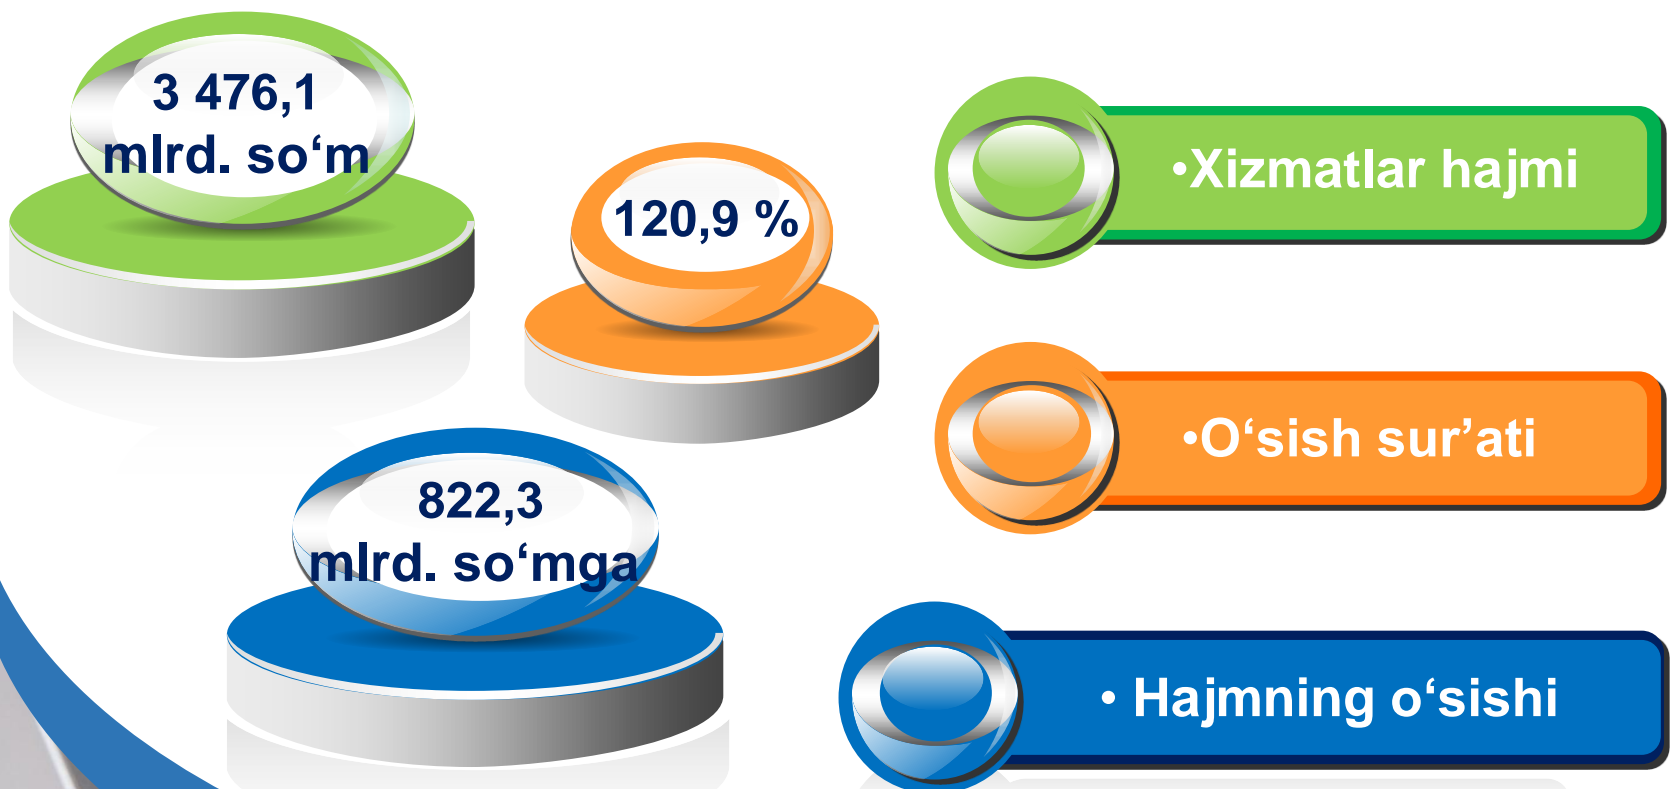 3 476,1
mlrd. so‘m
120,9 %
822,3
mlrd. so‘mga
•Xizmatlar hajmi
•O‘sish sur’ati
• Hajmning o‘sishi